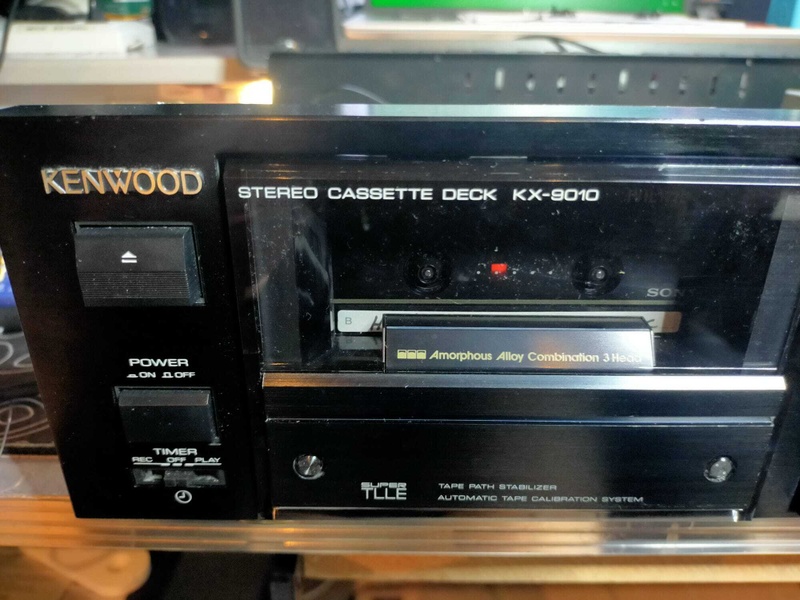 KENWOOD
STEREO CASSETTE DECK KX-9010
SONY
B
Amorphous Alloy Combination 3 Head
POWER
ON OFF
TIMER
REC OFF PLAY
SUPER
TLLE
TAPE PATH STABILIZER
AUTOMATIC TAPE CALIBRATION SYSTEM